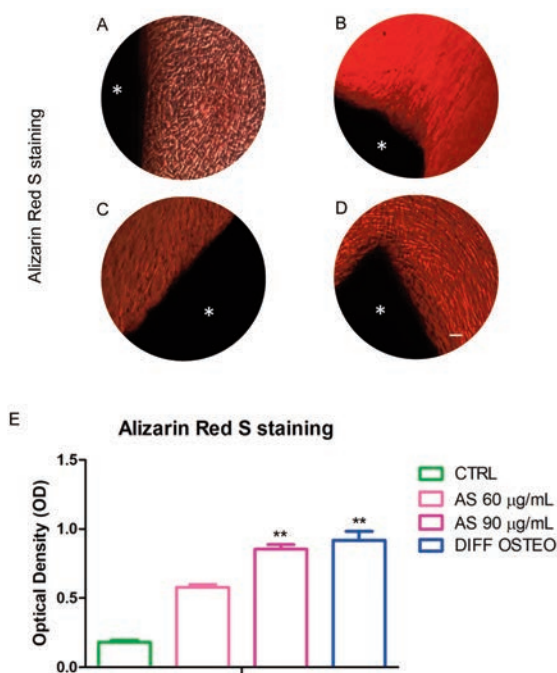 A
B
*
*
Alizarin Red S staining
C
D
*
*
E
Alizarin Red S staining
Optical Density (OD)
1.5
1.0
0.5
0.0
**
**
CTRL
AS 60 µg/mL
AS 90 µg/mL
DIFF OSTEO